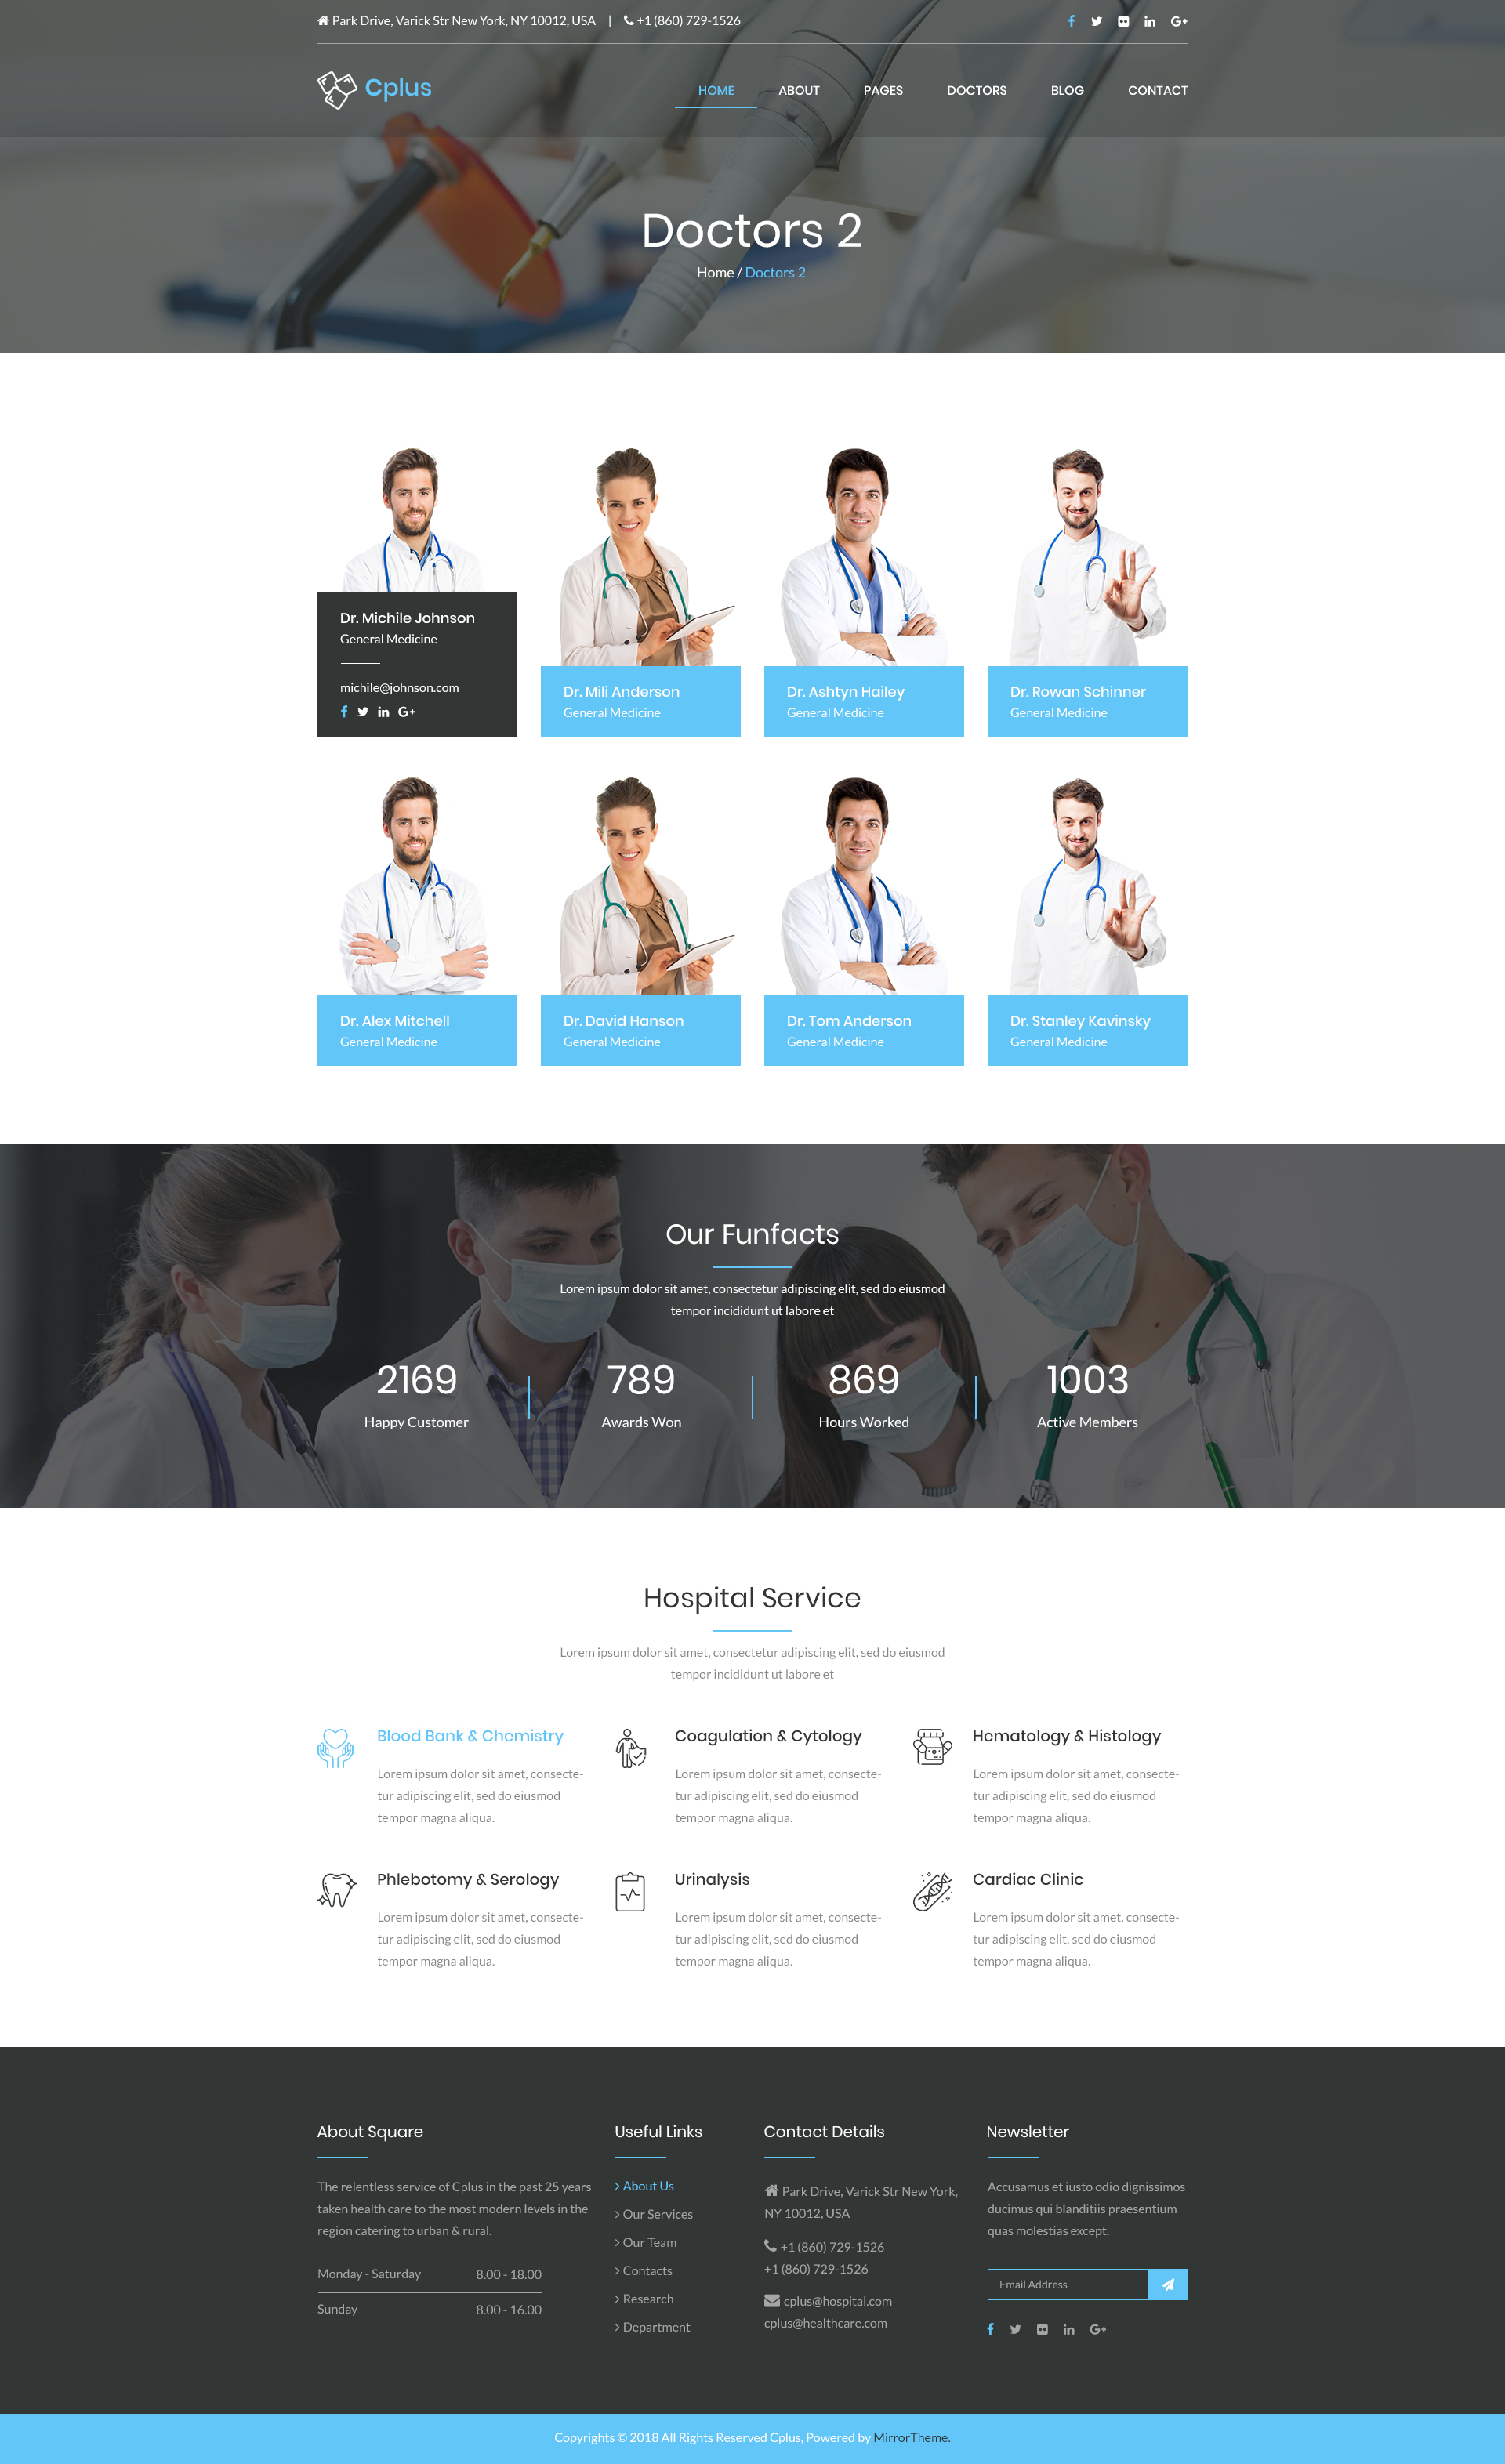 Park Drive, Varick Str New York, NY 10012, USA | +1 (860) 729-1526
Cplus
HOME ABOUT PAGES DOCTORS BLOG CONTACT
Doctors 2
Home / Doctors 2
Dr. Michile Johnson
General Medicine
michile@johnson.com
Dr. Mili Anderson
General Medicine
Dr. Ashtyn Hailey
General Medicine
Dr. Rowan Schinner
General Medicine
Dr. Alex Mitchell
General Medicine
Dr. David Hanson
General Medicine
Dr. Tom Anderson
General Medicine
Dr. Stanley Kavinsky
General Medicine
Our Funfacts
Lorem ipsum dolor sit amet, consectetur adipiscing elit, sed do eiusmod
tempor incididunt ut labore et
2169
Happy Customer
789
Awards Won
869
Hours Worked
1003
Active Members
Hospital Service
Lorem ipsum dolor sit amet, consectetur adipiscing elit, sed do eiusmod
tempor incididunt ut labore et
Blood Bank & Chemistry
Lorem ipsum dolor sit amet, consecte-
tur adipiscing elit, sed do eiusmod
tempor magna aliqua.
Coagulation & Cytology
Lorem ipsum dolor sit amet, consecte-
tur adipiscing elit, sed do eiusmod
tempor magna aliqua.
Hematology & Histology
Lorem ipsum dolor sit amet, consecte-
tur adipiscing elit, sed do eiusmod
tempor magna aliqua.
Phlebotomy & Serology
Lorem ipsum dolor sit amet, consecte-
tur adipiscing elit, sed do eiusmod
tempor magna aliqua.
Urinalysis
Lorem ipsum dolor sit amet, consecte-
tur adipiscing elit, sed do eiusmod
tempor magna aliqua.
Cardiac Clinic
Lorem ipsum dolor sit amet, consecte-
tur adipiscing elit, sed do eiusmod
tempor magna aliqua.
About Square
The relentless service of Cplus in the past 25 years
taken health care to the most modern levels in the
region catering to urban & rural.
Monday - Saturday 8.00 - 18.00
Sunday 8.00 - 16.00
Useful Links
About Us
Our Services
Our Team
Contacts
Research
Department
Contact Details
Park Drive, Varick Str New York,
NY 10012, USA
+1 (860) 729-1526
+1 (860) 729-1526
cplus@hospital.com
cplus@healthcare.com
Newsletter
Accusamus et iusto odio dignissimos
ducimus qui blanditiis praesentium
quas molestias except.
Email Address
Copyrights © 2018 All Rights Reserved Cplus, Powered by MirrorTheme.